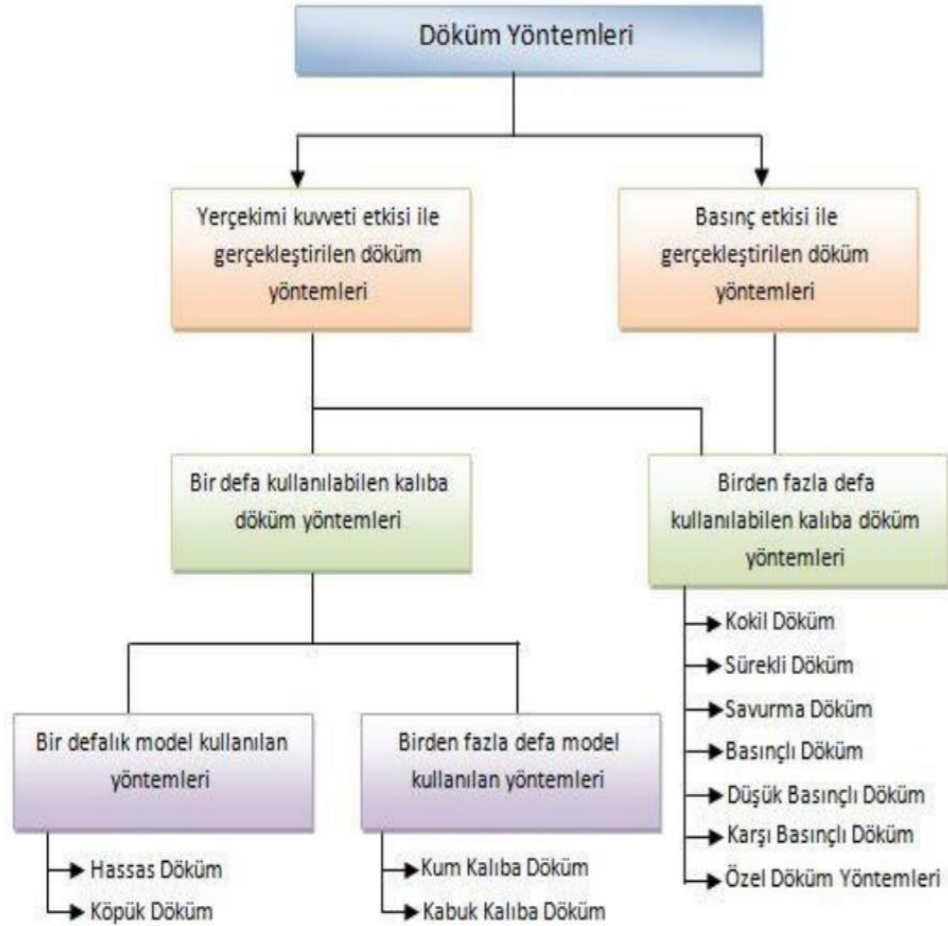 Döküm Yöntemleri
Yerçekimi kuvveti etkisi ile
gerçekleştirilen döküm
yöntemleri
Basınç etkisi ile
gerçekleştirilen döküm
yöntemleri
Bir defa kullanılabilen kalıba
döküm yöntemleri
Birden fazla defa
kullanılabilen kalıba döküm
yöntemleri
Kokil Döküm
Sürekli Döküm
Savurma Döküm
Basınçlı Döküm
Düşük Basınçlı Döküm
Karşı Basınçlı Döküm
Özel Döküm Yöntemleri
Bir defalık model kullanılan
yöntemleri
Hassas Döküm
Köpük Döküm
Birden fazla defa model
kullanılan yöntemleri
Kum Kalıba Döküm
Kabuk Kalıba Döküm